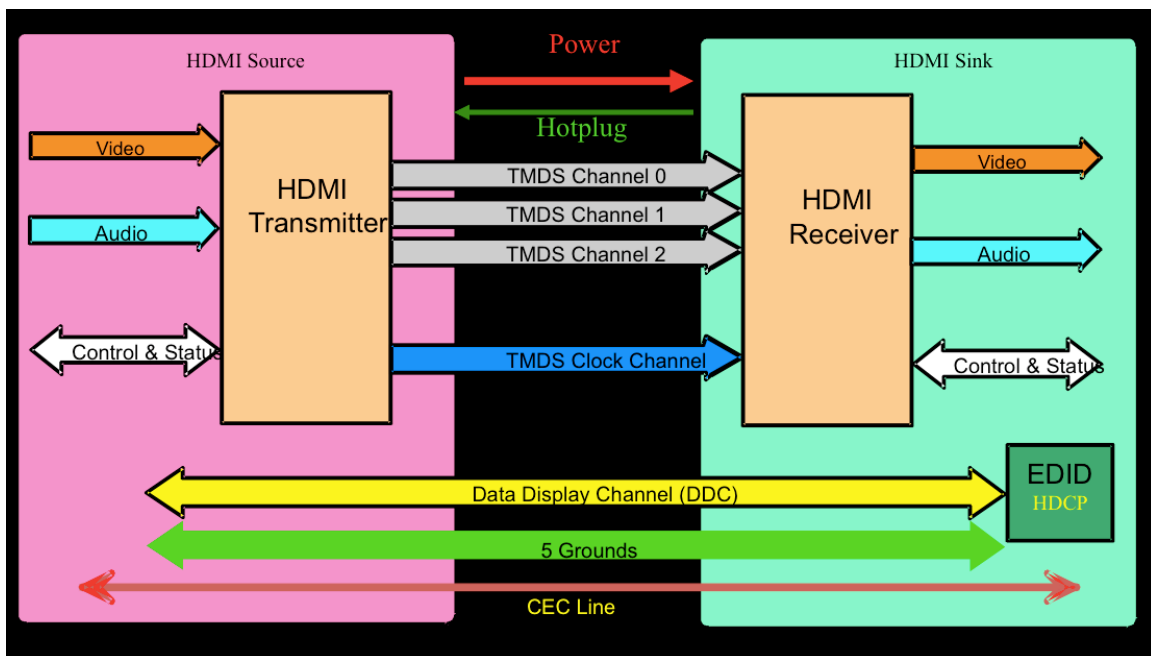 Power
HDMI Source
HDMI Sink
Hotplug
Video
HDMI
Transmitter
TMDS Channel 0
TMDS Channel 1
TMDS Channel 2
HDMI
Receiver
Video
Audio
Audio
Control & Status
TMDS Clock Channel
Control & Status
EDID
HDCP
Data Display Channel (DDC)
5 Grounds
CEC Line